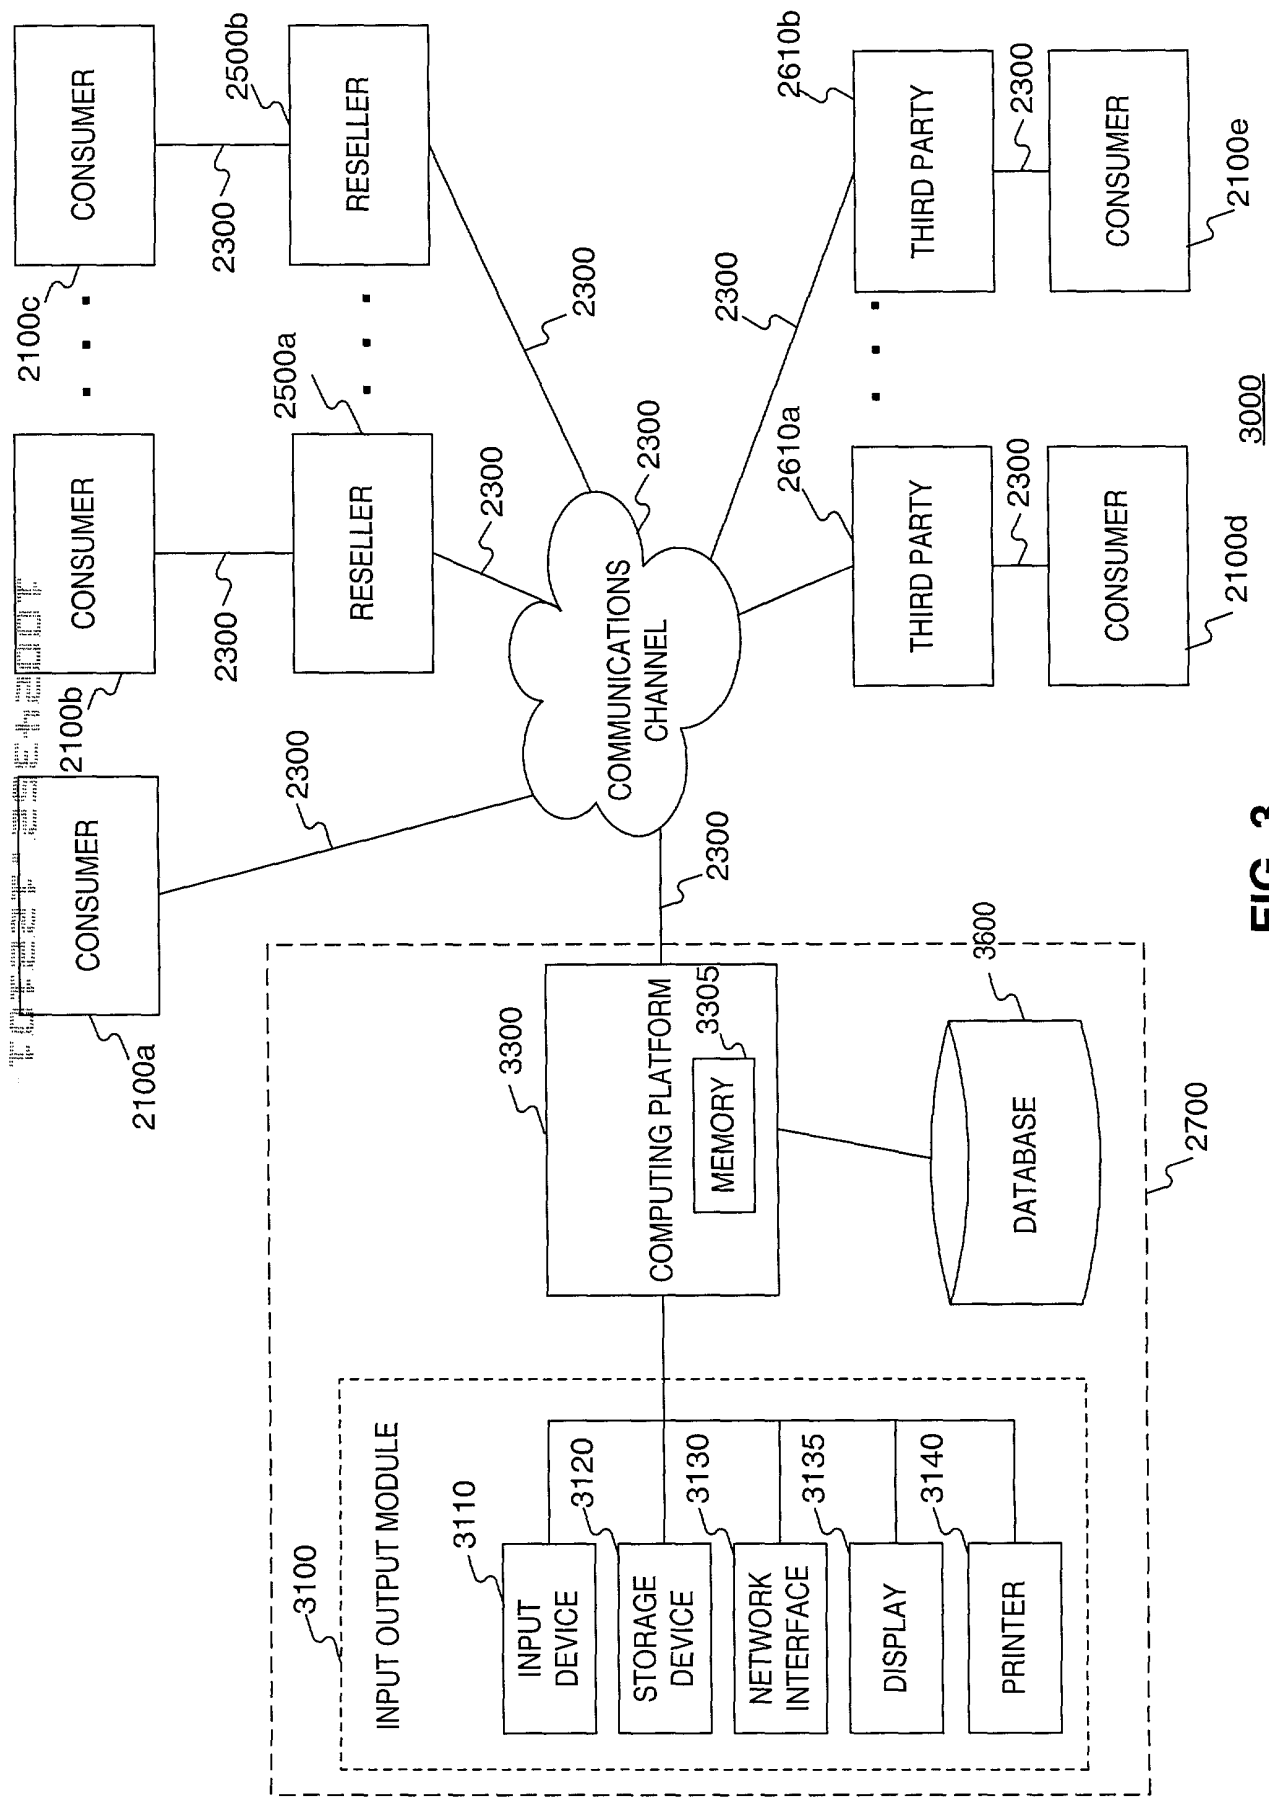 3100
INPUT OUTPUT MODULE
3110
INPUT
DEVICE
3120
STORAGE
DEVICE
3130
NETWORK
INTERFACE
3135
DISPLAY
3140
PRINTER
3300
COMPUTING PLATFORM
3305
MEMORY
3600
DATABASE
2700
2100a
CONSUMER
2300
2300
COMMUNICATIONS
CHANNEL
2300
2100b
CONSUMER
2300
2500a
RESELLER
2300
2100c
CONSUMER
2300
2500b
RESELLER
2300
2610a
THIRD PARTY
2300
CONSUMER
2100d
2300
2610b
THIRD PARTY
2300
CONSUMER
2100e
3000
FIG. 3